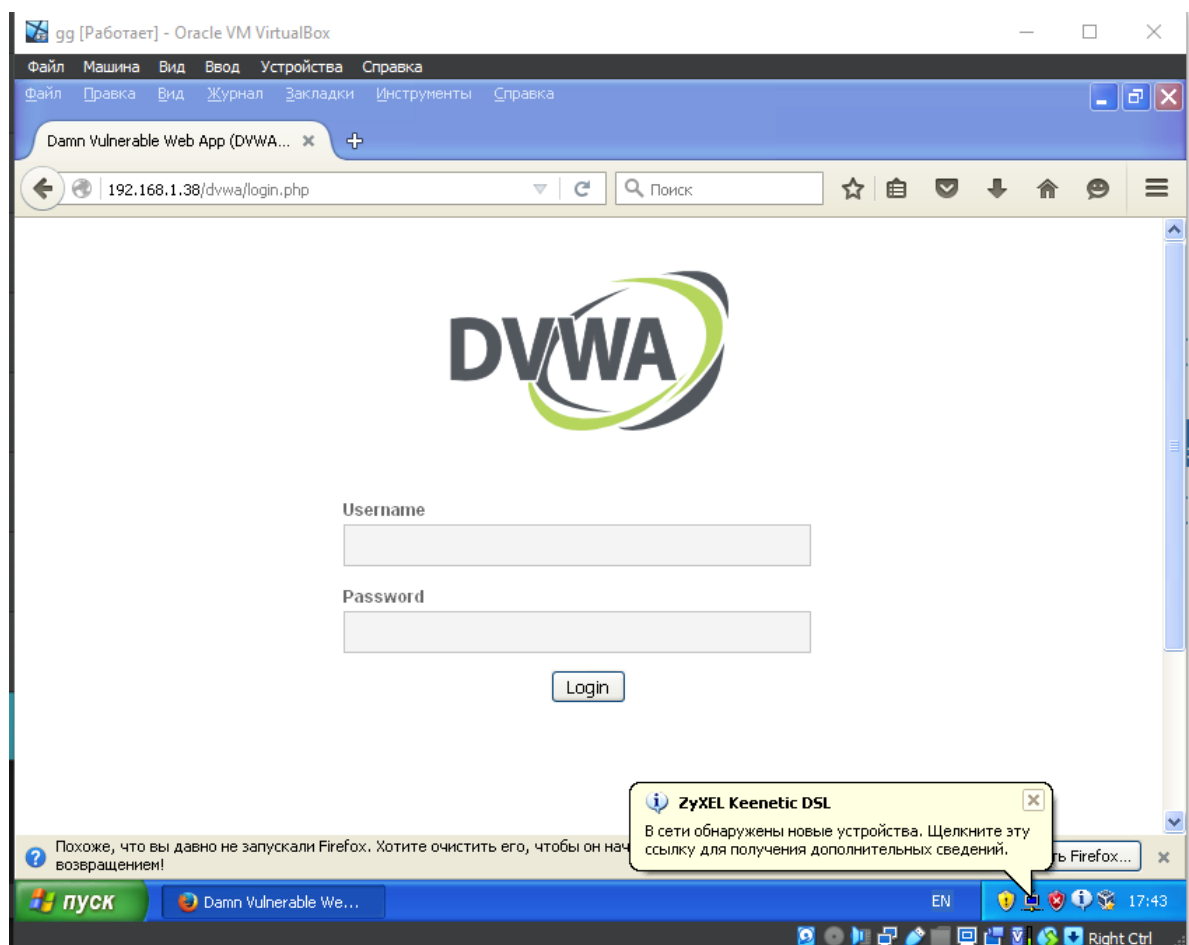 gg [Работает] - Oracle VM VirtualBox
Файл Машина Вид Ввод Устройства Справка
Файл Правка Вид Журнал Закладки Инструменты Справка
Damn Vulnerable Web App (DVWA...
192.168.1.38/dvwa/login.php
Поиск
DVWA
Username
Password
Login
ZyXEL Keenetic DSL
В сети обнаружены новые устройства. Щелкните эту
ссылку для получения дополнительных сведений.
Похоже, что вы давно не запускали Firefox. Хотите очистить его, чтобы он нач
возвращением!
ть Firefox...
пуск
Damn Vulnerable We...
EN
17:43
Right Ctrl